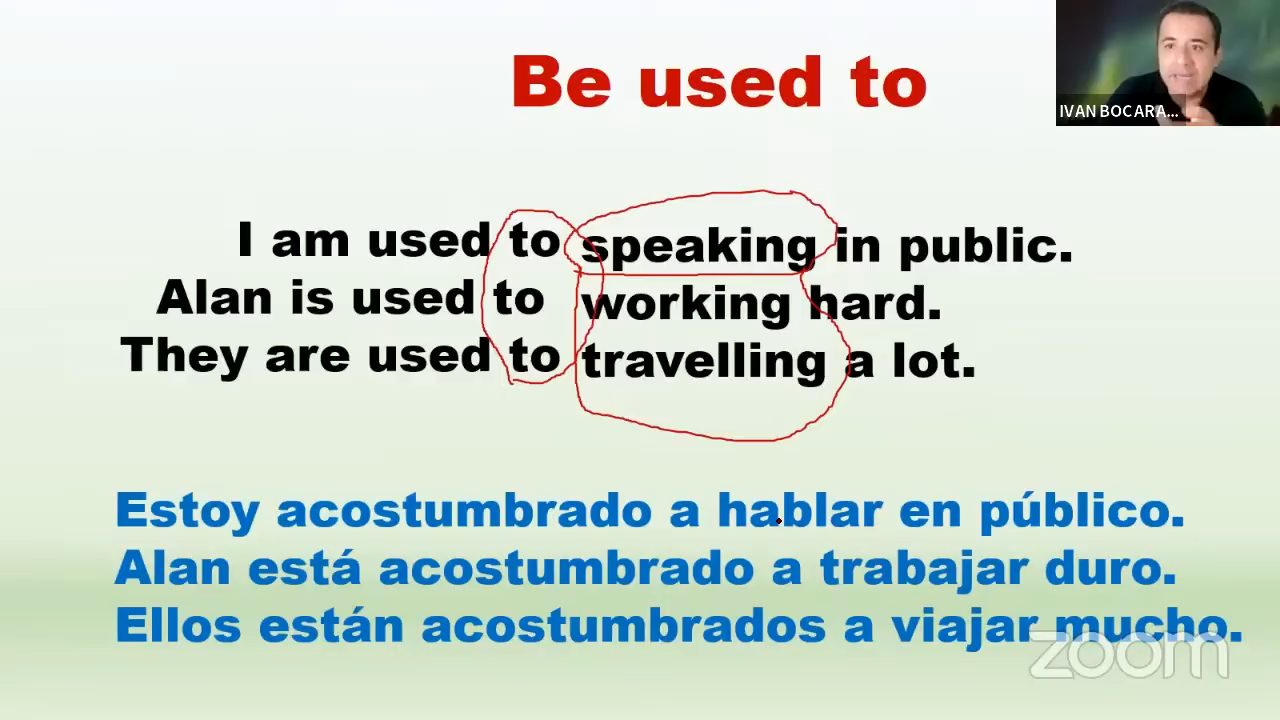 Be used to
IVAN BOCARA...
I am used to speaking in public.
Alan is used to working hard.
They are used to travelling a lot.
Estoy acostumbrado a hablar en público.
Alan está acostumbrado a trabajar duro.
Ellos están acostumbrados a viajar mucho.
zoom